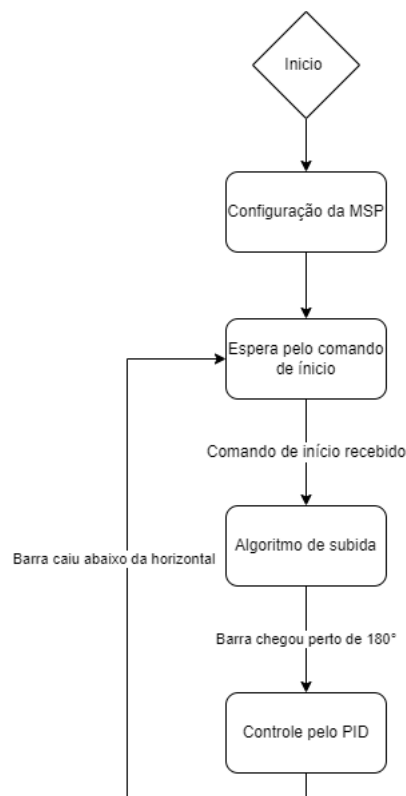 Inicio
Configuração da MSP
Espera pelo comando
de ínicio
Comando de início recebido
Algoritmo de subida
Barra caiu abaixo da horizontal
Barra chegou perto de 180°
Controle pelo PID